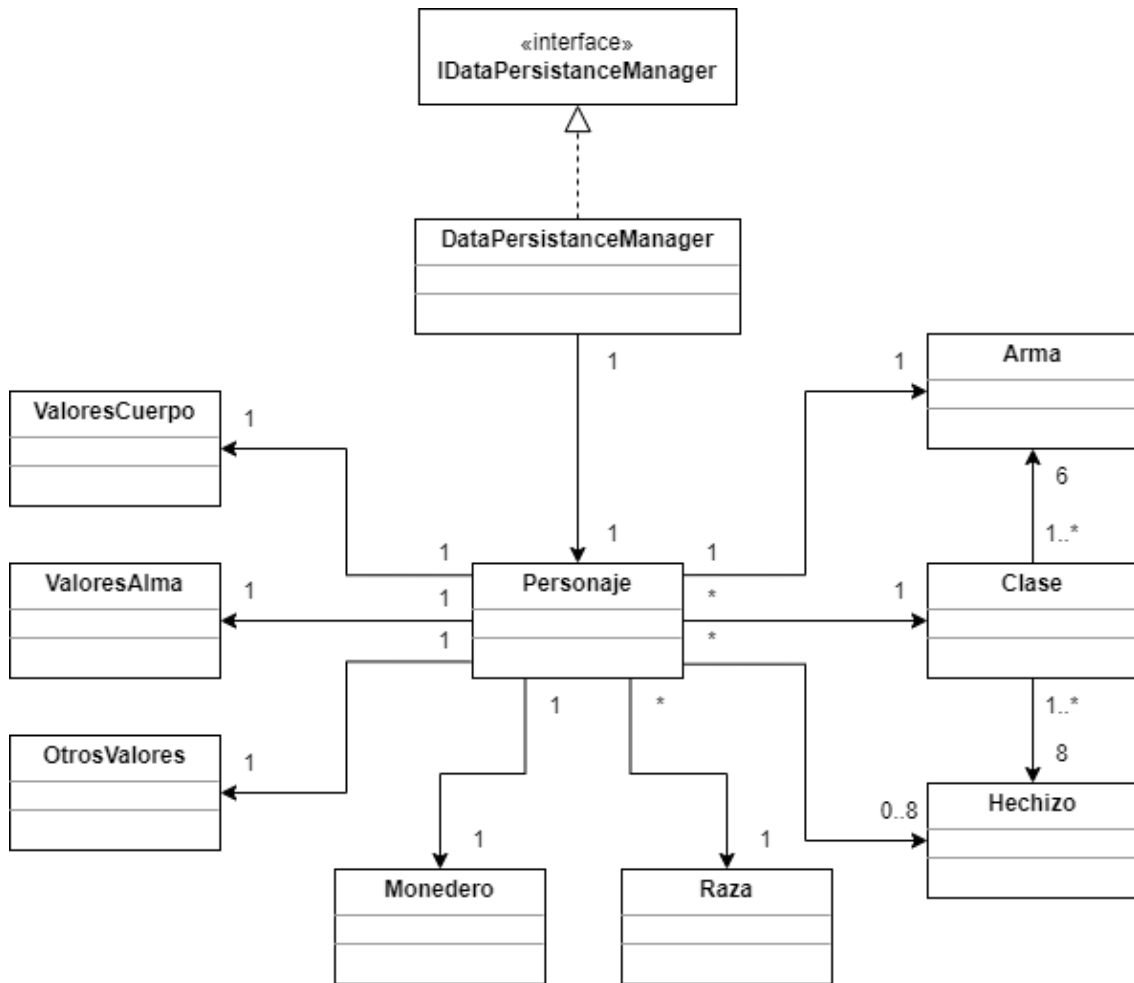 «interface»
IDataPersistanceManager
DataPersistanceManager
1
Arma
1
ValoresCuerpo
1
6
1..*
1
1
1
Personaje
Clase
ValoresAlma
1
1
*
1
1
*
1
*
1..*
OtrosValores
1
8
Hechizo
0..8
1
1
Monedero
Raza